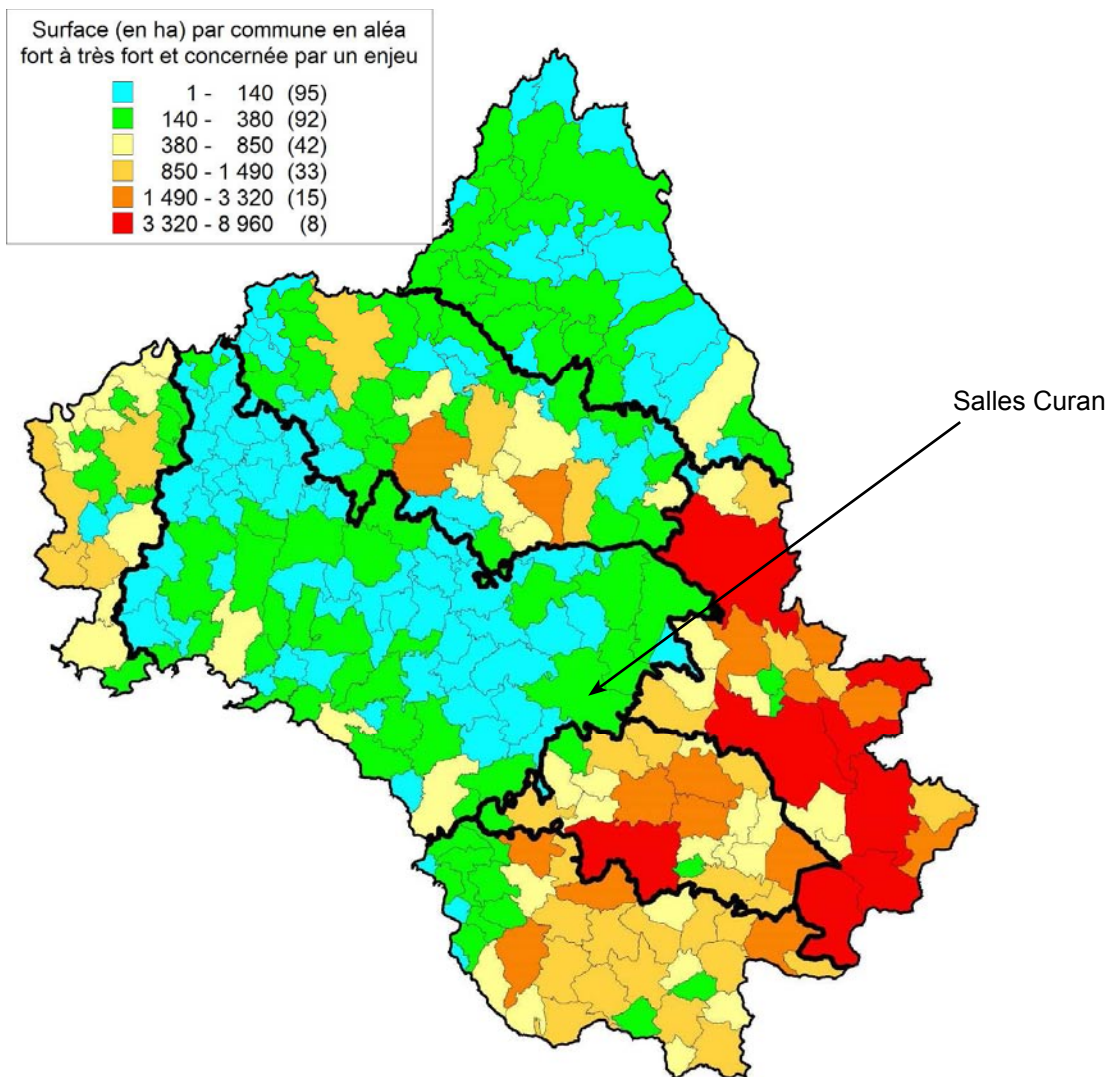 Surface (en ha) par commune en aléa
fort à très fort et concernée par un enjeu
1 - 140 (95)
140 - 380 (92)
380 - 850 (42)
850 - 1 490 (33)
1 490 - 3 320 (15)
3 320 - 8 960 (8)
Salles Curan